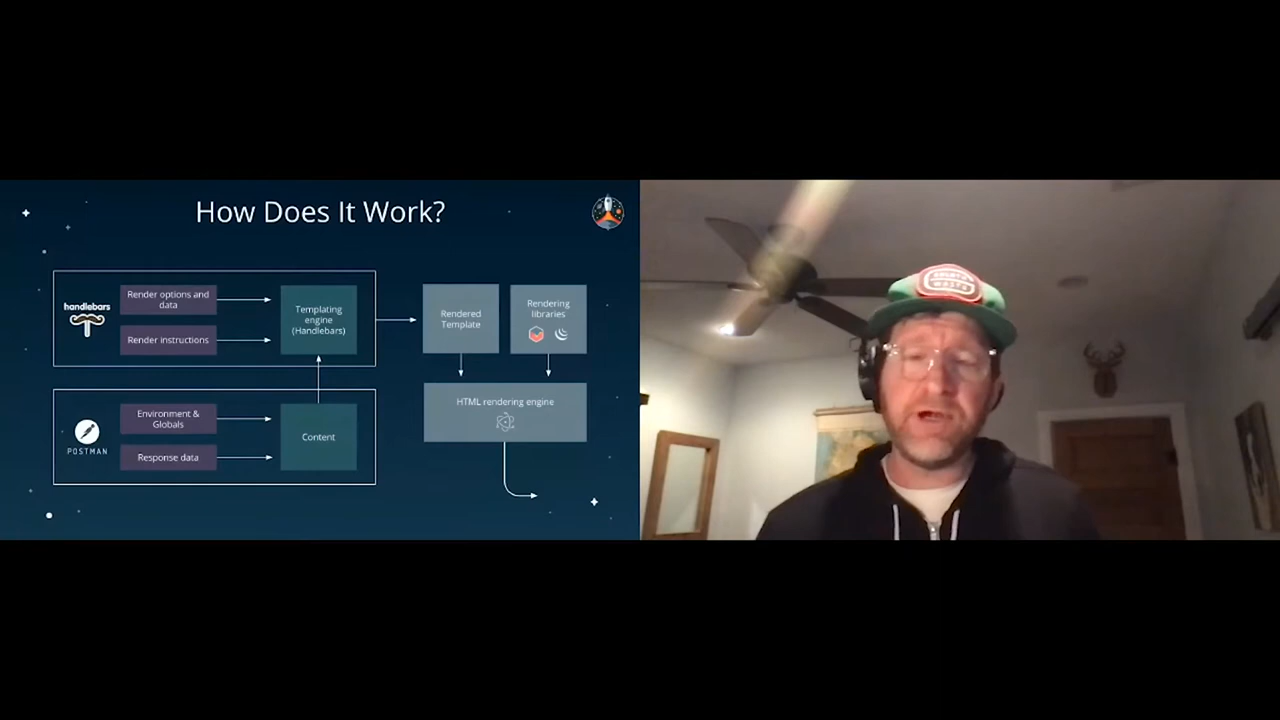 How Does It Work?
handlebars
Render options and
data
Render instructions
Templating
engine
(Handlebars)
Rendered
Template
Rendering
libraries
HTML rendering engine
POSTMAN
Environment &
Globals
Response data
Content